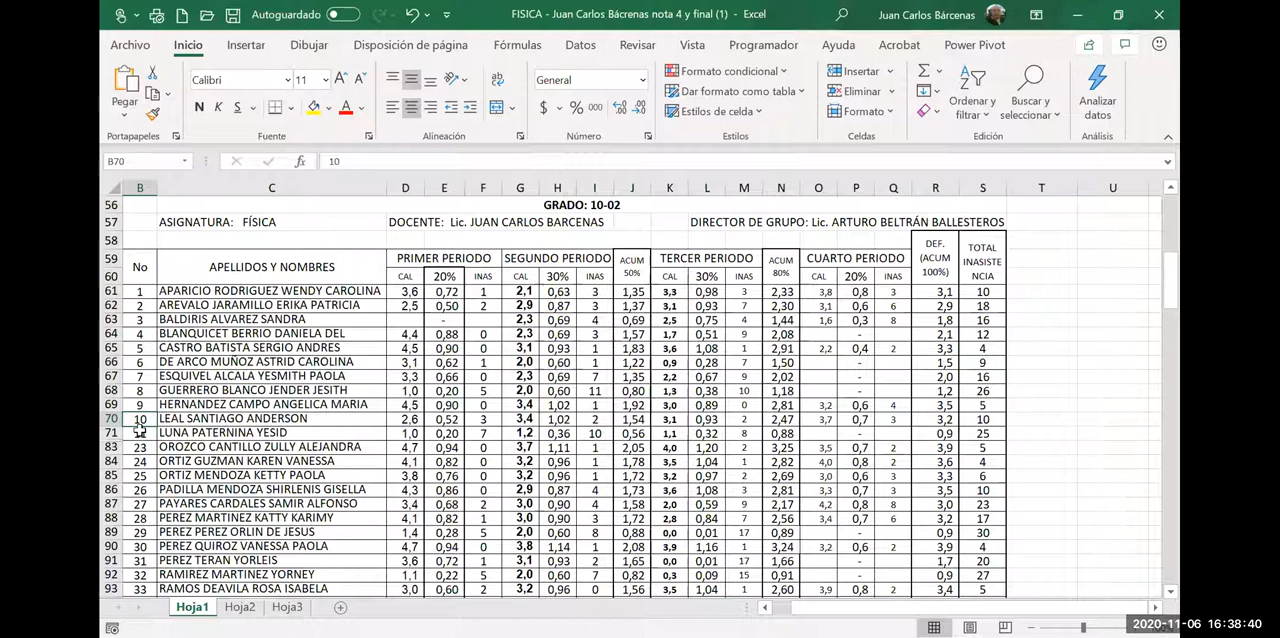 Autoguardado
FISICA - Juan Carlos Bácrenas nota 4 y final (1) - Excel
Juan Carlos Bárcenas
Archivo Inicio Insertar Dibujar Disposición de página Fórmulas Datos Revisar Vista Programador Ayuda Acrobat Power Pivot
Pegar
Calibri 11
N K S
General
$ % 000
Formato condicional
Dar formato como tabla
Estilos de celda
Insertar
Eliminar
Formato
Ordenar y filtrar
Buscar y seleccionar
Analizar datos
Portapapeles Fuente Alineación Número Estilos Celdas Edición Análisis
B70 fx 10
B C D E F G H I J K L M N O P Q R S T U
56 GRADO: 10-02
57 ASIGNATURA: FÍSICA DOCENTE: Lic. JUAN CARLOS BARCENAS DIRECTOR DE GRUPO: Lic. ARTURO BELTRÁN BALLESTEROS
58
59 No APELLIDOS Y NOMBRES PRIMER PERIODO SEGUNDO PERIODO ACUM 50% TERCER PERIODO ACUM 80% CUARTO PERIODO DEF. (ACUM 100%) TOTAL INASISTE NCIA
60 CAL 20% INAS CAL 30% INAS CAL 30% INAS CAL 20% INAS
61 1 APARICIO RODRIGUEZ WENDY CAROLINA 3,6 0,72 1 2,1 0,63 3 1,35 3,3 0,98 3 2,33 3,8 0,8 3 3,1 10
62 2 AREVALO JARAMILLO ERIKA PATRICIA 2,5 0,50 2 2,9 0,87 3 1,37 3,1 0,93 7 2,30 3,1 0,6 6 2,9 18
63 3 BALDIRIS ALVAREZ SANDRA - 2,3 0,69 4 0,69 2,5 0,75 4 1,44 1,6 0,3 8 1,8 16
64 4 BLANQUICET BERRIO DANIELA DEL 4,4 0,88 0 2,3 0,69 3 1,57 1,7 0,51 9 2,08 - 2,1 12
65 5 CASTRO BATISTA SERGIO ANDRES 4,5 0,90 0 3,1 0,93 1 1,83 3,6 1,08 1 2,91 2,2 0,4 2 3,3 4
66 6 DE ARCO MUÑOZ ASTRID CAROLINA 3,1 0,62 1 2,0 0,60 1 1,22 0,9 0,28 7 1,50 - 1,5 9
67 7 ESQUIVEL ALCALA YESMITH PAOLA 3,3 0,66 0 2,3 0,69 7 1,35 2,2 0,67 9 2,02 - 2,0 16
68 8 GUERRERO BLANCO JENDER JESITH 1,0 0,20 5 2,0 0,60 11 0,80 1,3 0,38 10 1,18 - 1,2 26
69 9 HERNANDEZ CAMPO ANGELICA MARIA 4,5 0,90 0 3,4 1,02 1 1,92 3,0 0,89 0 2,81 3,2 0,6 4 3,5 5
70 10 LEAL SANTIAGO ANDERSON 2,6 0,52 3 3,4 1,02 2 1,54 3,1 0,93 2 2,47 3,7 0,7 3 3,2 10
71 LUNA PATERNINA YESID 1,0 0,20 7 1,2 0,36 10 0,56 1,1 0,32 8 0,88 - 0,9 25
83 23 OROZCO CANTILLO ZULLY ALEJANDRA 4,7 0,94 0 3,7 1,11 1 2,05 4,0 1,20 2 3,25 3,5 0,7 2 3,9 5
84 24 ORTIZ GUZMAN KAREN VANESSA 4,1 0,82 0 3,2 0,96 1 1,78 3,5 1,04 1 2,82 4,0 0,8 2 3,6 4
85 25 ORTIZ MENDOZA KETTY PAOLA 3,8 0,76 0 3,2 0,96 1 1,72 3,2 0,97 2 2,69 3,0 0,6 3 3,3 6
86 26 PADILLA MENDOZA SHIRLENIS GISELLA 4,3 0,86 0 2,9 0,87 4 1,73 3,6 1,08 3 2,81 3,3 0,7 3 3,5 10
87 27 PAYARES CARDALES SAMIR ALFONSO 3,4 0,68 2 3,0 0,90 4 1,58 2,0 0,59 9 2,17 4,2 0,8 8 3,0 23
88 28 PEREZ MARTINEZ KATTY KARIMY 4,1 0,82 1 3,0 0,90 3 1,72 2,8 0,84 7 2,56 3,4 0,7 6 3,2 17
89 29 PEREZ PEREZ ORLIN DE JESUS 1,4 0,28 5 2,0 0,60 8 0,88 0,0 0,01 17 0,89 - 0,9 30
90 30 PEREZ QUIROZ VANESSA PAOLA 4,7 0,94 0 3,8 1,14 1 2,08 3,9 1,16 1 3,24 3,2 0,6 2 3,9 4
91 31 PEREZ TERAN YORLEIS 3,6 0,72 1 3,1 0,93 2 1,65 0,0 0,01 17 1,66 - 1,7 20
92 32 RAMIREZ MARTINEZ YORNEY 1,1 0,22 5 2,0 0,60 7 0,82 0,3 0,09 15 0,91 - 0,9 27
93 33 RAMOS DEAVILA ROSA ISABELA 3,0 0,60 2 3,2 0,96 0 1,56 3,5 1,04 1 2,60 3,9 0,8 2 3,4 5
Hoja1 Hoja2 Hoja3
2020-11-06 16:38:40